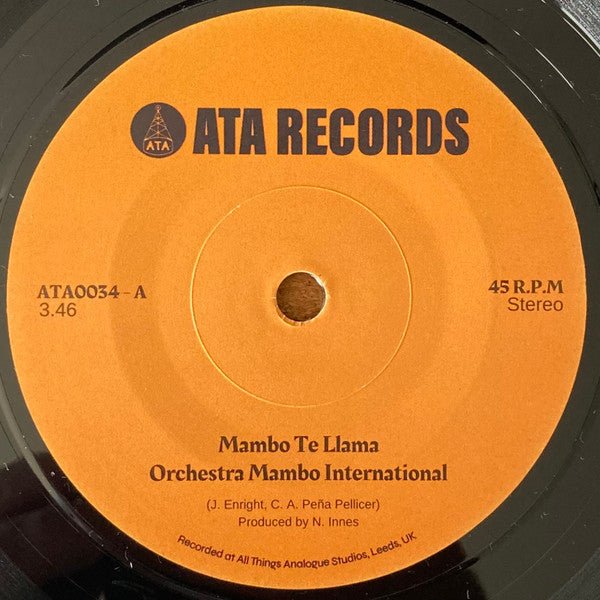 ATA
ATA RECORDS
ATA0034 - A
3.46
45 R.P.M
Stereo
Mambo Te Llama
Orchestra Mambo International
(J. Enright, C. A. Peña Pellicer)
Produced by N. Innes
Recorded at All Things Analogue Studios, Leeds, UK